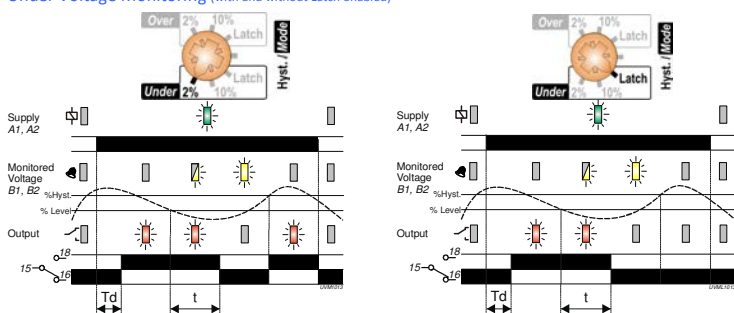 Under Voltage Monitoring (with and without Latch enabled)
Over 2% 10% Latch
Latch
Under 2% 10%
Hyst. / Mode
Supply
A1, A2
Monitored
Voltage
B1, B2
%Hyst.
% Level
Output
18
15
16
Td
t
UVM1013
Over 2% 10% Latch
Latch
Under 2% 10%
Hyst. / Mode
Supply
A1, A2
Monitored
Voltage
B1, B2
%Hyst.
% Level
Output
18
15
16
Td
t
UVML1013